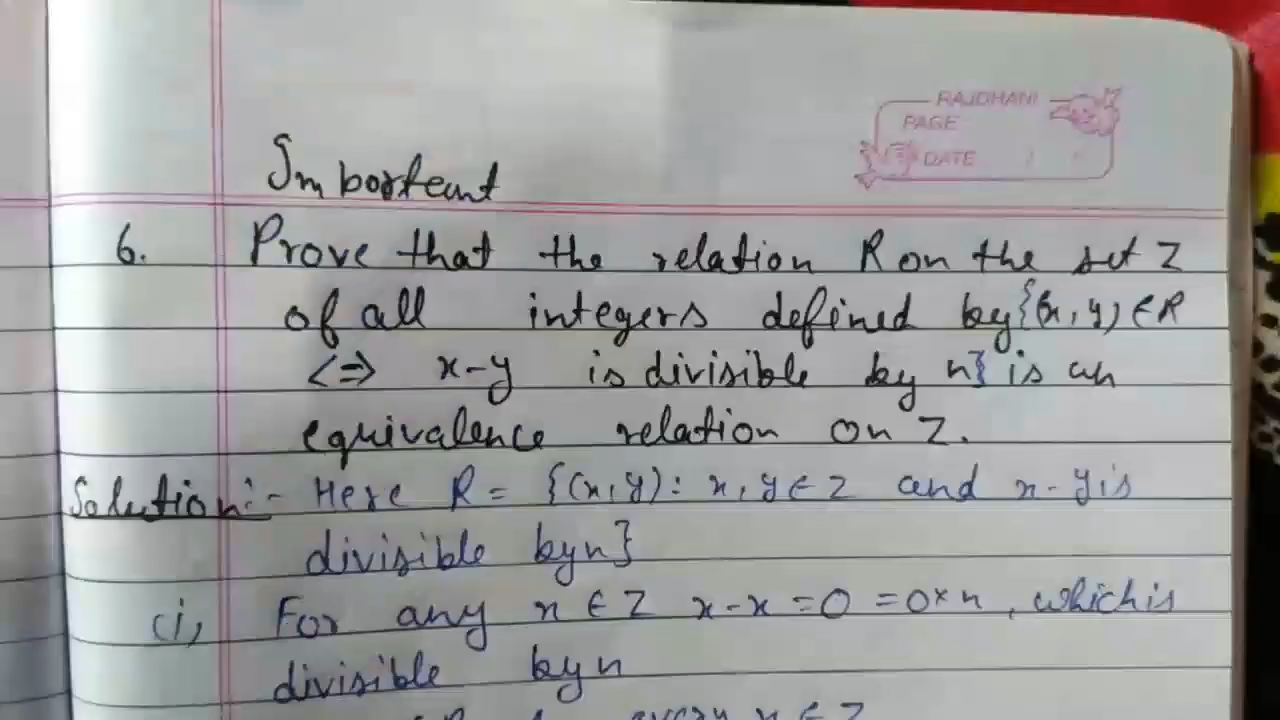 RAJDHANI
PAGE
DATE / /
Imbortent
6. Prove that the relation R on the set Z
of all integers defined by {(x,y) ∈ R
<=> x-y is divisible by n} is an
equivalence relation on Z.
Solution:- Here R = {(x,y): x,y ∈ Z and x-y is
divisible by n}
(i) For any x ∈ Z x-x = 0 = 0×n, which is
divisible by n
every x ∈ Z